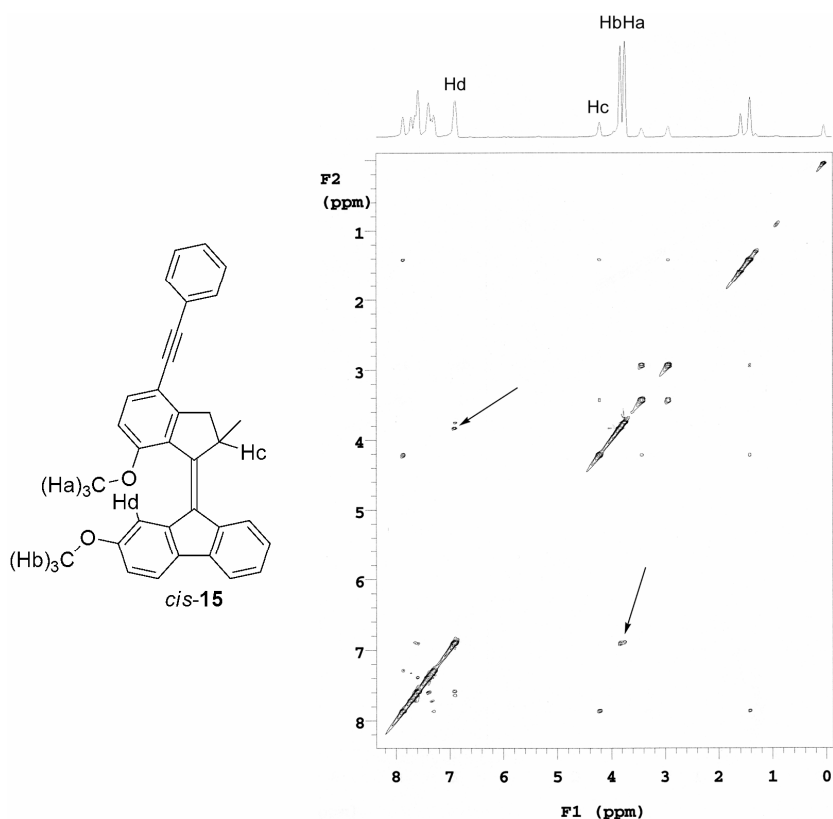 HbHa
Hd
Hc
F2
(ppm)
1
2
3
4
5
6
7
8
8 7 6 5 4 3 2 1 0
F1 (ppm)
Hc
O
(Ha)₃C
Hd
O
(Hb)₃C
cis-15